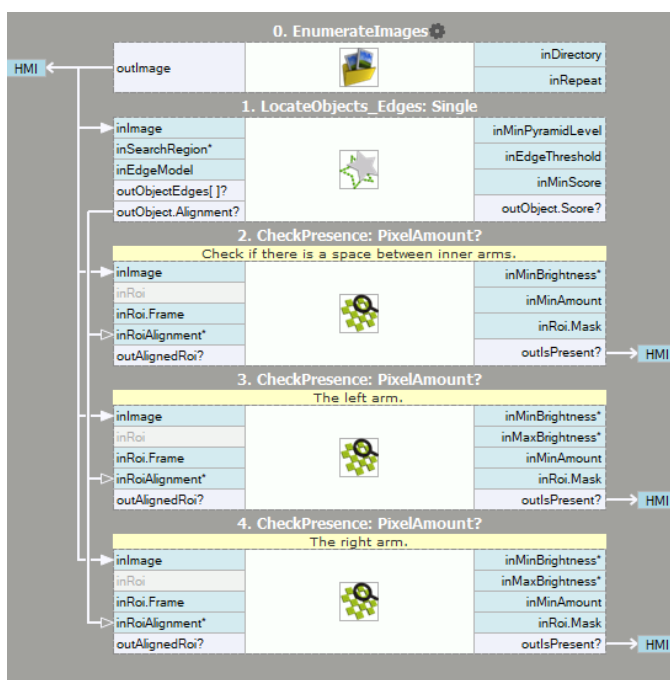 0. EnumerateImages
HMI
outImage
inDirectory
inRepeat
1. LocateObjects_Edges: Single
inImage
inSearchRegion*
inEdgeModel
outObjectEdges[ ]?
outObject.Alignment?
inMinPyramidLevel
inEdgeThreshold
inMinScore
outObject.Score?
2. CheckPresence: PixelAmount?
Check if there is a space between inner arms.
inImage
inRoi
inRoi.Frame
inRoiAlignment*
outAlignedRoi?
inMinBrightness*
inMinAmount
inRoi.Mask
outIsPresent?
HMI
3. CheckPresence: PixelAmount?
The left arm.
inImage
inRoi
inRoi.Frame
inRoiAlignment*
outAlignedRoi?
inMinBrightness*
inMaxBrightness*
inMinAmount
inRoi.Mask
outIsPresent?
HMI
4. CheckPresence: PixelAmount?
The right arm.
inImage
inRoi
inRoi.Frame
inRoiAlignment*
outAlignedRoi?
inMinBrightness*
inMaxBrightness*
inMinAmount
inRoi.Mask
outIsPresent?
HMI